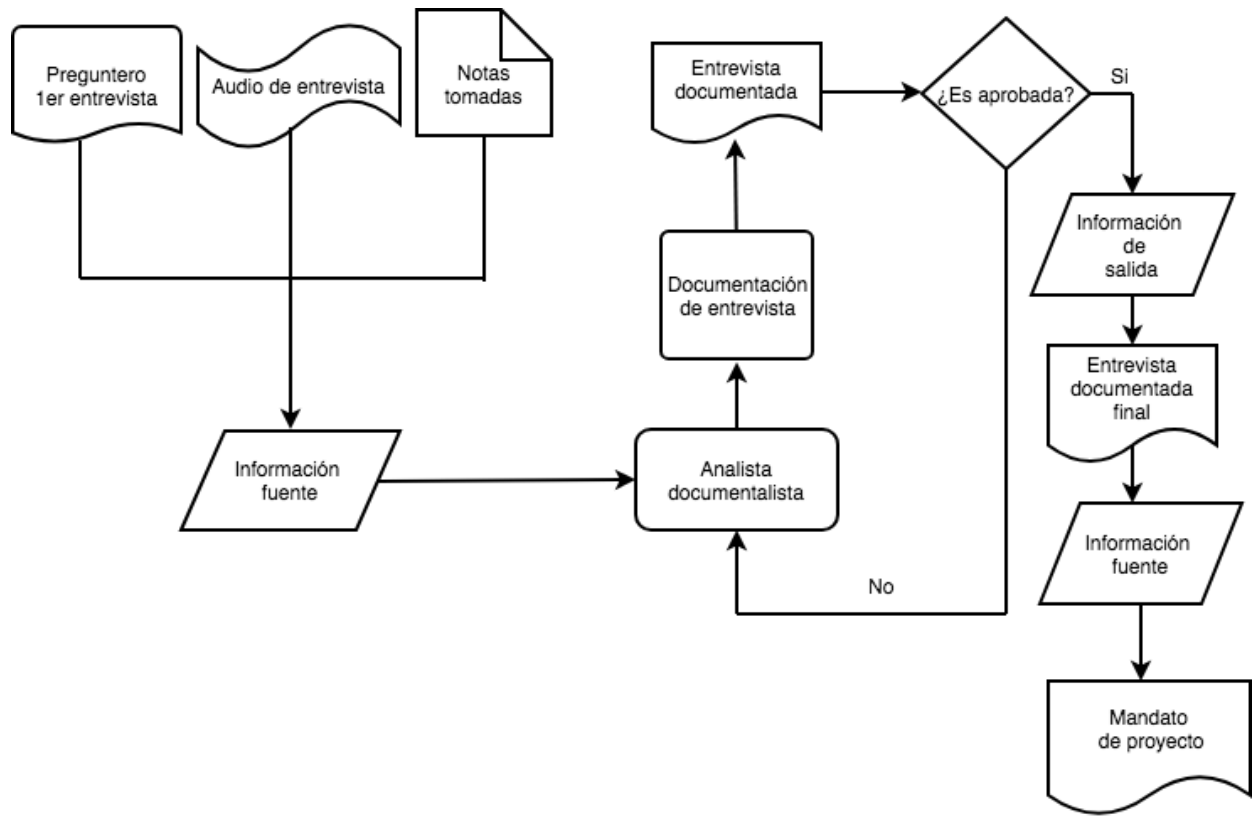 Preguntero
1er entrevista
Audio de entrevista
Notas
tomadas
Información
fuente
Analista
documentalista
Documentación
de entrevista
Entrevista
documentada
¿Es aprobada?
Si
No
Información
de
salida
Entrevista
documentada
final
Información
fuente
Mandato
de proyecto